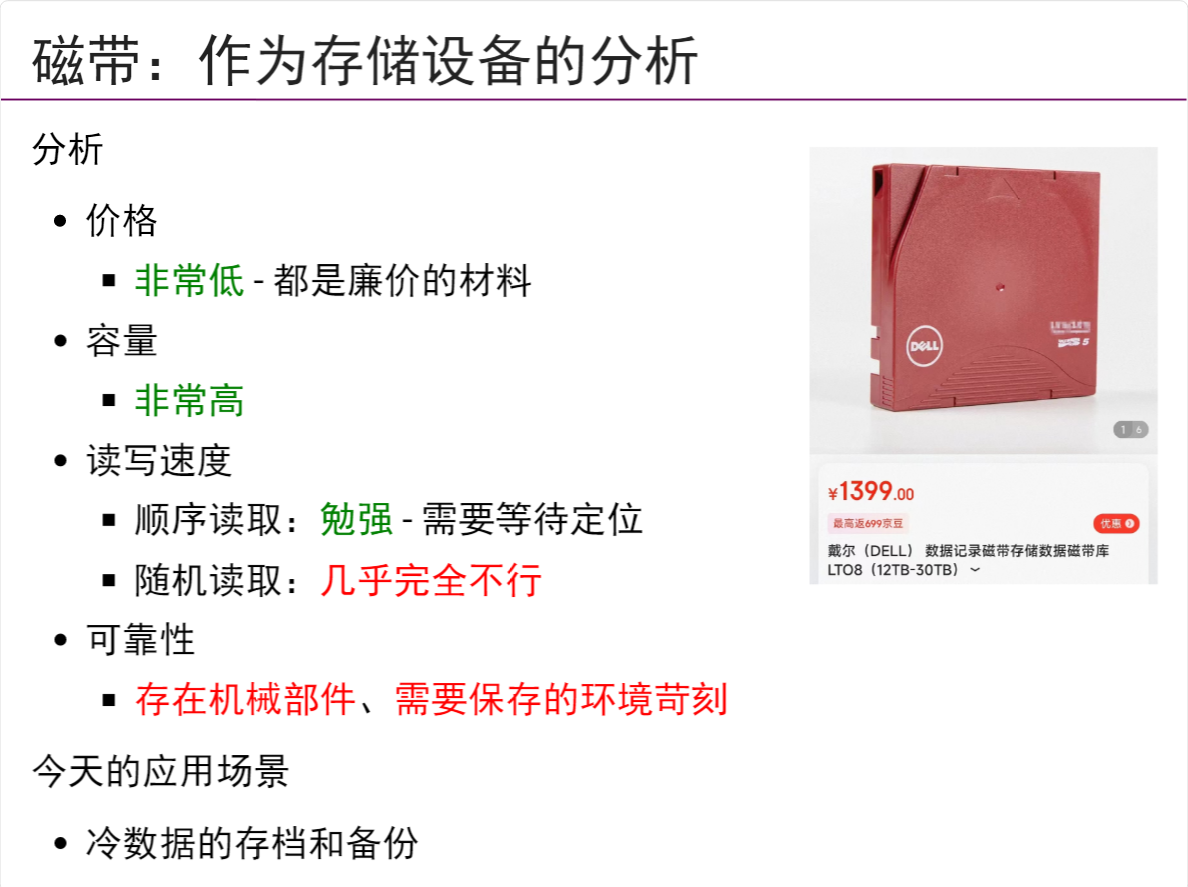 磁带：作为存储设备的分析
分析
价格
非常低 - 都是廉价的材料
容量
非常高
读写速度
顺序读取：勉强 - 需要等待定位
随机读取：几乎完全不行
可靠性
存在机械部件、需要保存的环境苛刻
今天的应用场景
冷数据的存档和备份
DELL
5
1 6
¥1399.00
最高返699京豆
优惠
戴尔（DELL） 数据记录磁带存储数据磁带库
LTO8（12TB-30TB）